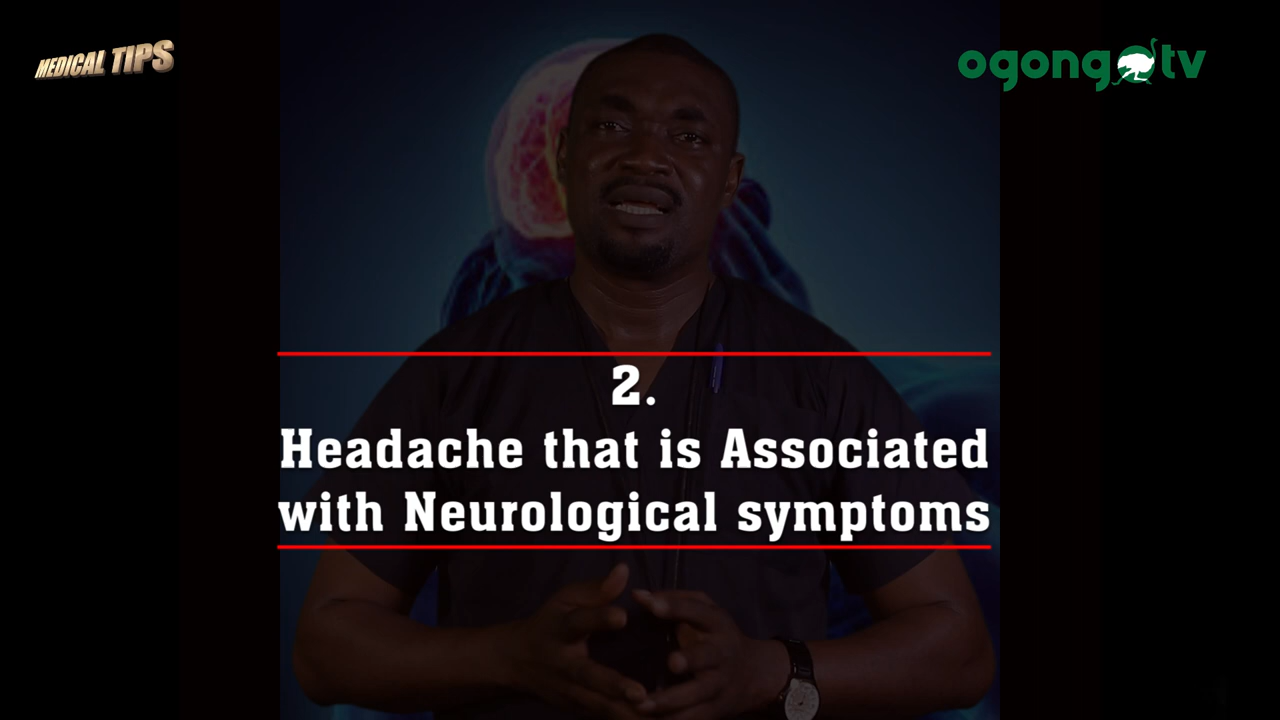 MEDICAL TIPS
ogongotv
2.
Headache that is Associated
with Neurological symptoms